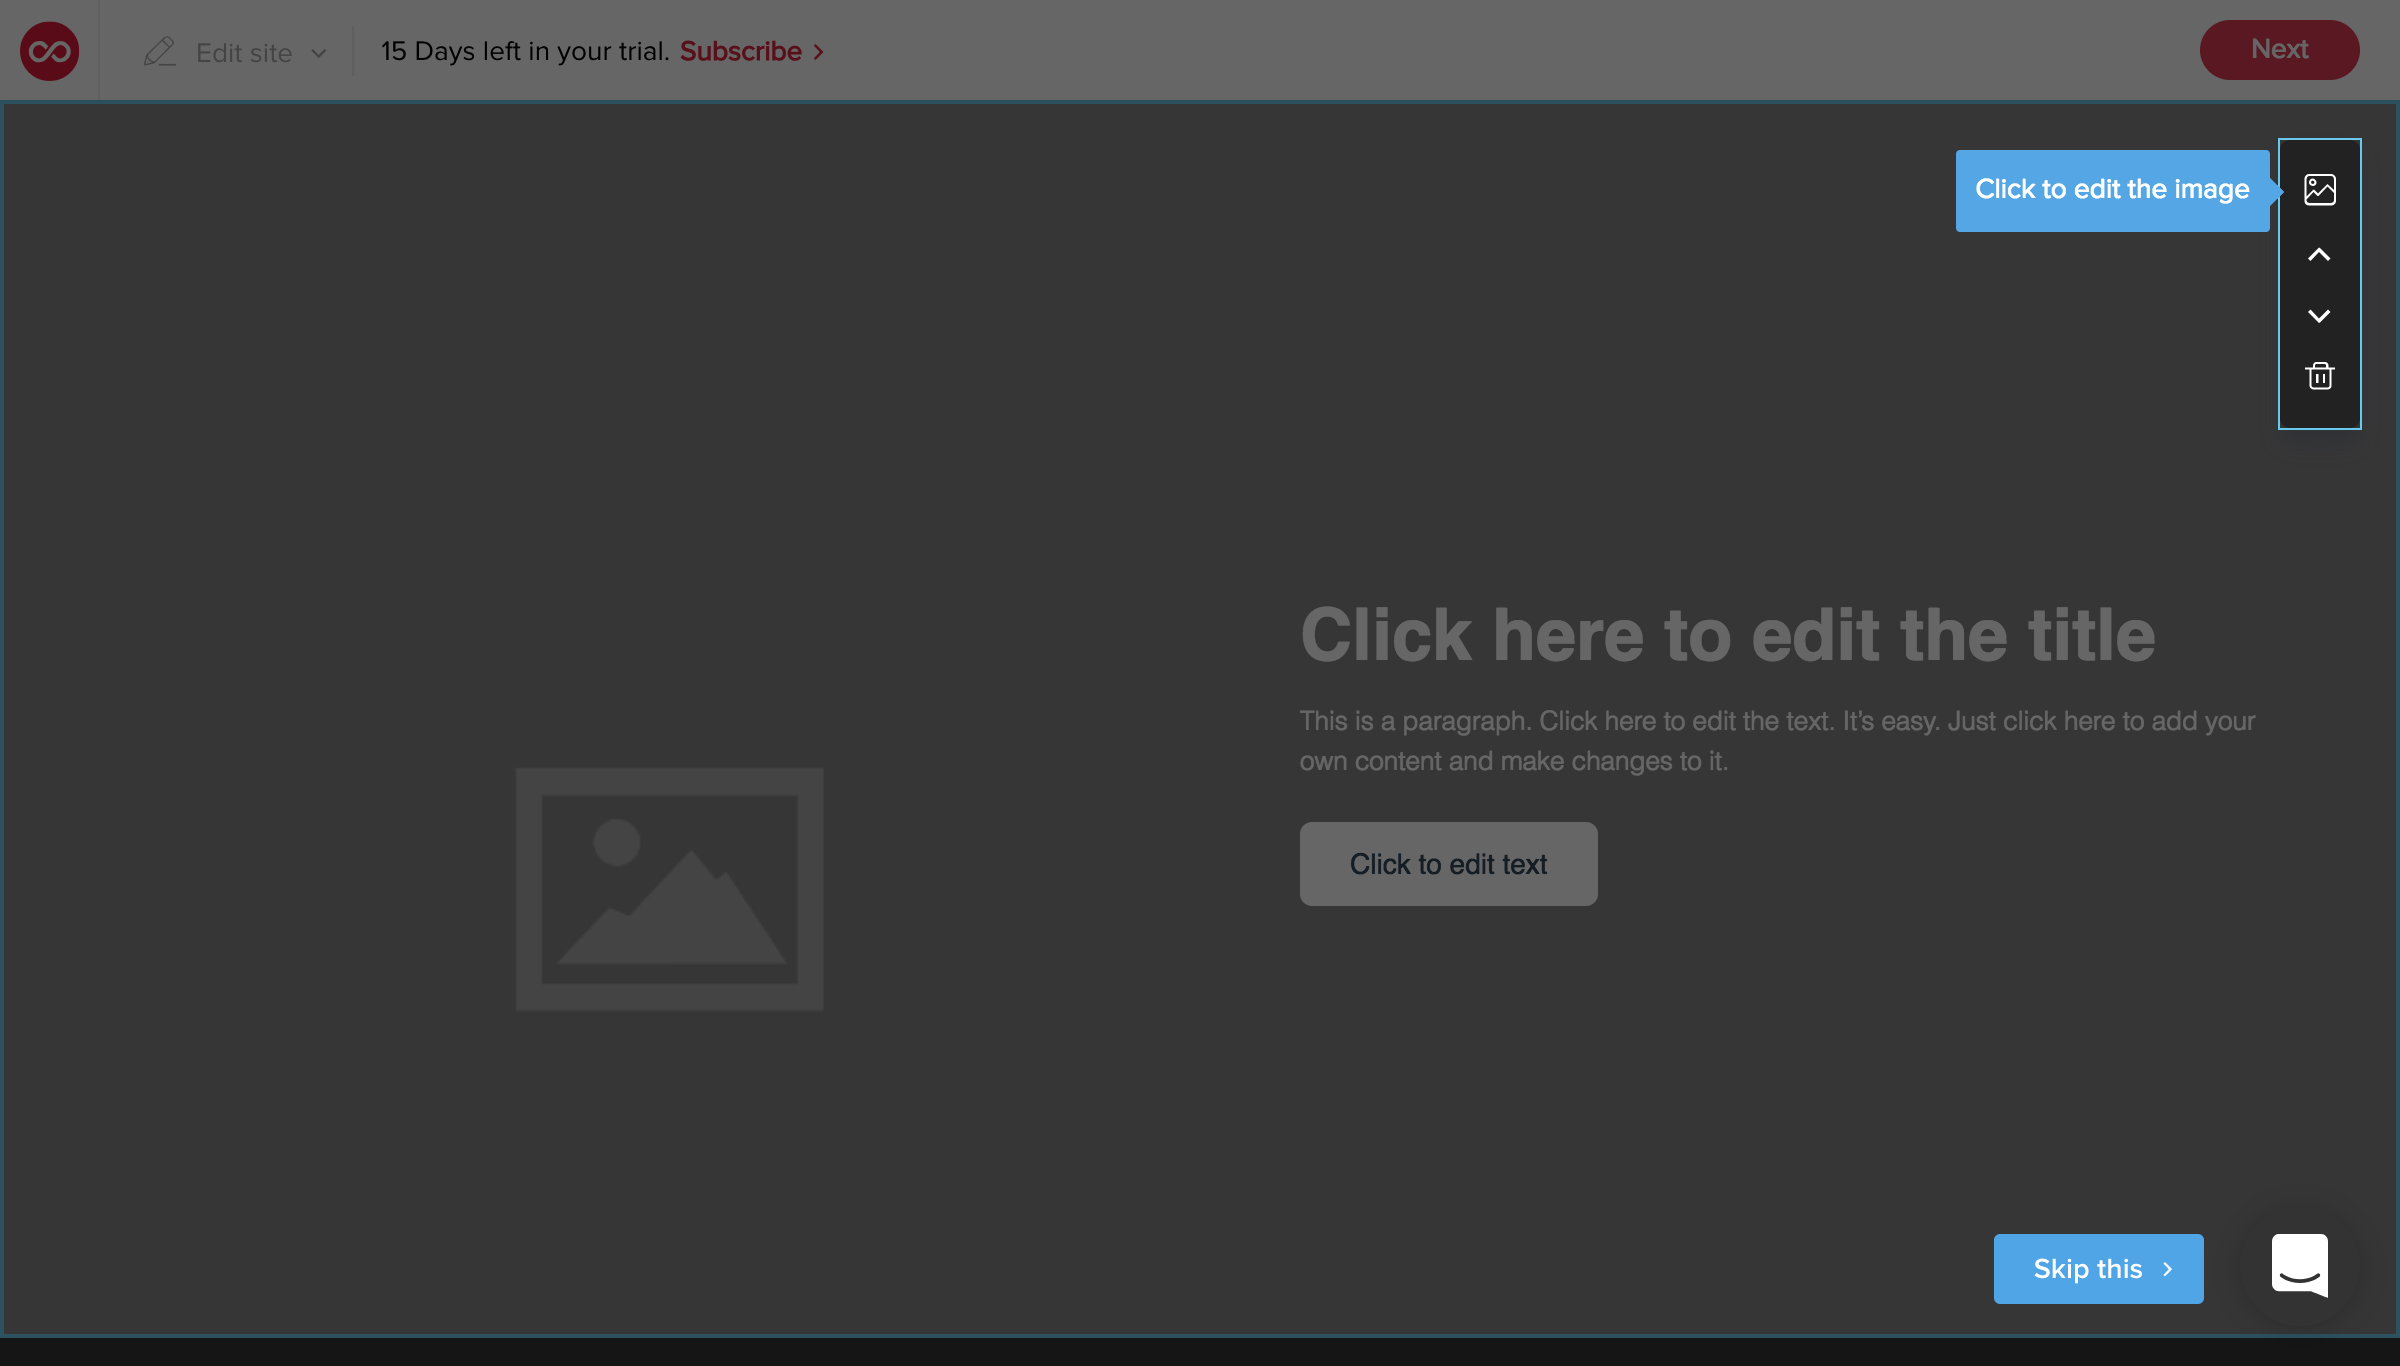 Edit site
15 Days left in your trial. Subscribe
Next
Click to edit the image
Click here to edit the title
This is a paragraph. Click here to edit the text. It's easy. Just click here to add your
own content and make changes to it.
Click to edit text
Skip this